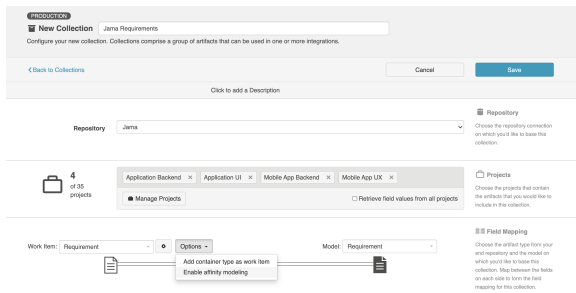 PRODUCTION
New Collection Jama Requirements
Configure your new collection. Collections comprise a group of artifacts that can be used in one or more integrations.
Back to Collections
Cancel
Save
Click to add a Description
Repository
Jama
Repository
Choose the repository connection
on which you'd like to base this
collection.
4
of 35
projects
Application Backend × Application UI × Mobile App Backend × Mobile App UX ×
Manage Projects
Retrieve field values from all projects
Projects
Choose the projects that contain
the artifacts that you would like to
include in this collection.
Work Item: Requirement
Options
Model: Requirement
Add container type as work item
Enable affinity modeling
Field Mapping
Choose the artifact type from your
end repository and the model on
which you'd like to base this
collection. Map between the fields
on each side to form the field
mapping for this collection.